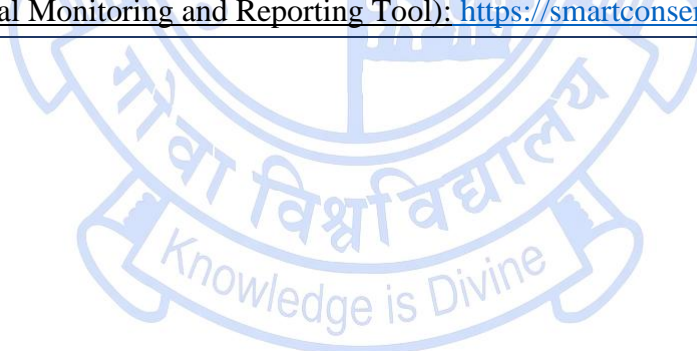 al Monitoring and Reporting Tool): https://smartconser
गोवा विश्वविद्यालय
Knowledge is Divine